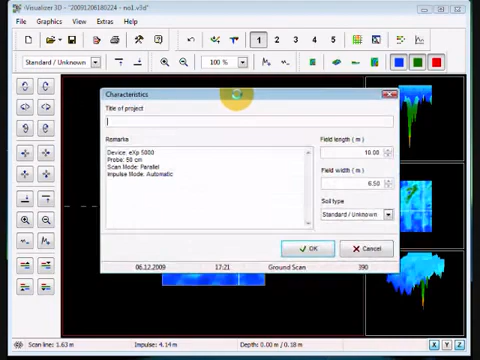 Visualizer 3D - "20091206180224 - no1.v3d"
File Graphics Views Extras Help
1 2 3 4 5
Standard / Unknown
100 %
Characteristics
Title of project
Remarks
Device: eXp 5000
Probe: 50 cm
Scan Mode: Parallel
Impulse Mode: Automatic
Field length ( m )
10.00
Field width ( m )
6.50
Soil type
Standard / Unknown
OK Cancel
06.12.2009 17:21 Ground Scan 390
Scan line: 1.63 m Impulse: 4.14 m Depth: 0.00 m / 0.18 m X Y Z